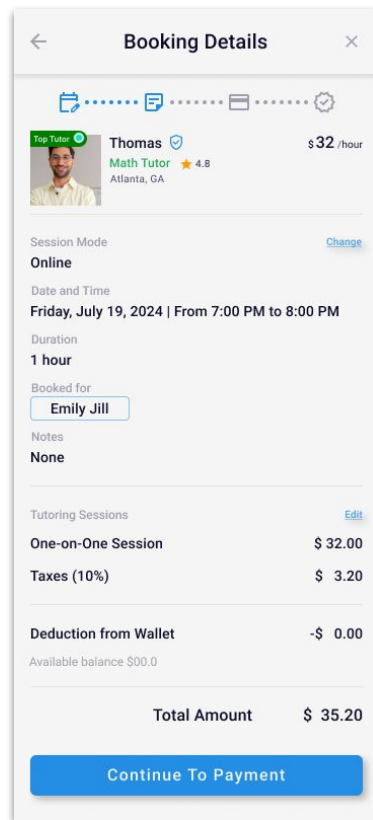 Booking Details
Top Tutor
Thomas
$32 /hour
Math Tutor 4.8
Atlanta, GA
Session Mode
Change
Online
Date and Time
Friday, July 19, 2024 | From 7:00 PM to 8:00 PM
Duration
1 hour
Booked for
Emily Jill
Notes
None
Tutoring Sessions
Edit
One-on-One Session $ 32.00
Taxes (10%) $ 3.20
Deduction from Wallet -$ 0.00
Available balance $00.0
Total Amount $ 35.20
Continue To Payment